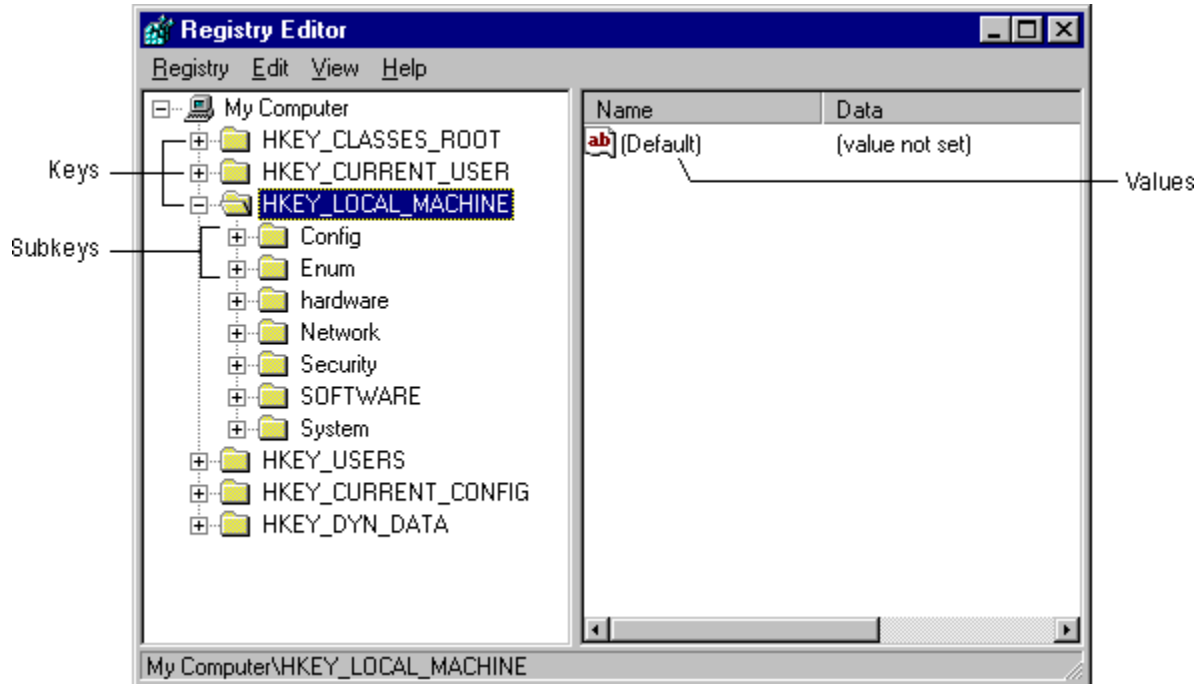 Registry Editor
Registry Edit View Help
My Computer
HKEY_CLASSES_ROOT
HKEY_CURRENT_USER
HKEY_LOCAL_MACHINE
Config
Enum
hardware
Network
Security
SOFTWARE
System
HKEY_USERS
HKEY_CURRENT_CONFIG
HKEY_DYN_DATA
Name Data
ab (Default) (value not set)
Keys
Subkeys
Values
My Computer\HKEY_LOCAL_MACHINE